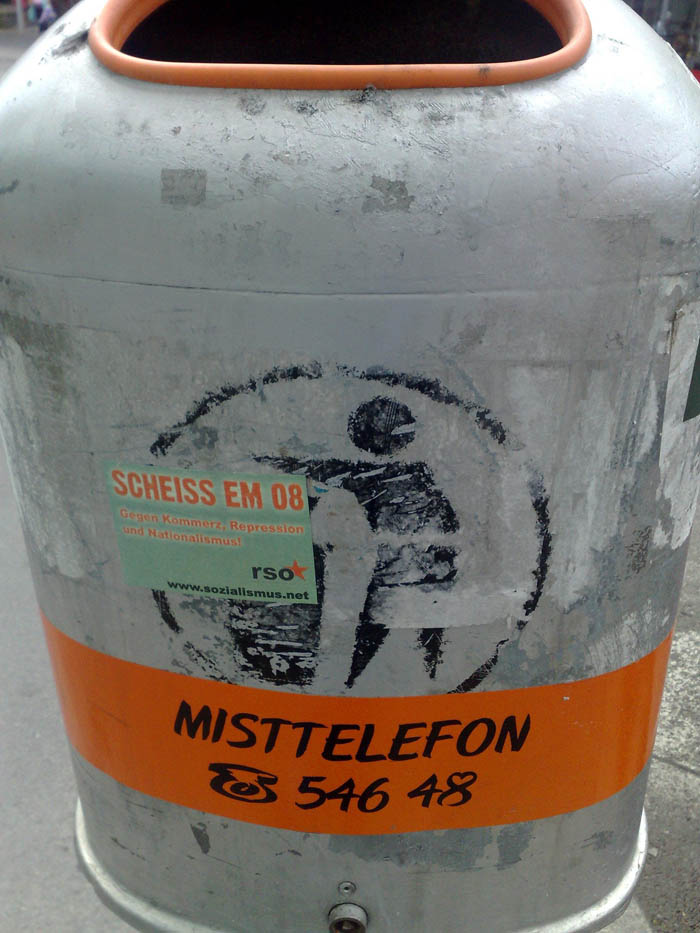 SCHEISS EM 08
Gegen Kommerz, Repression
und Nationalismus!
rso
www.sozialismus.net
MISTTELEFON
546 48